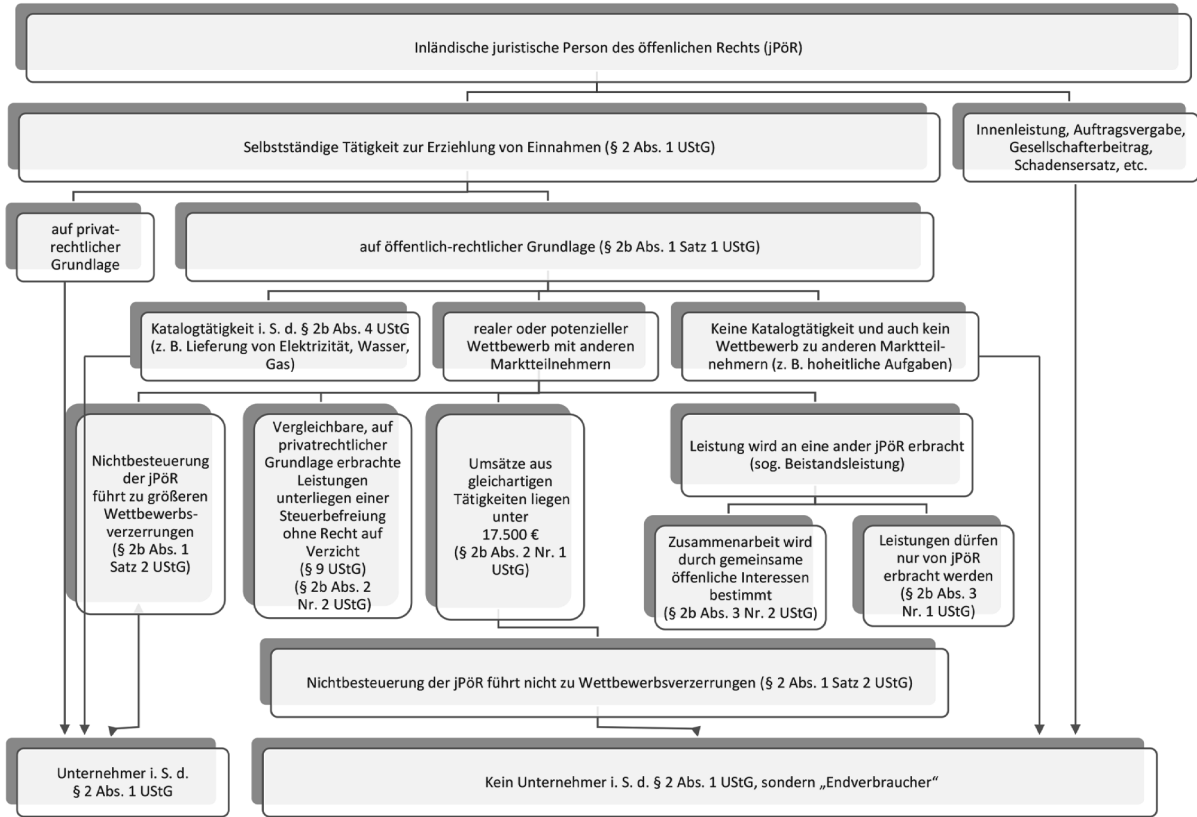 Inländische juristische Person des öffenlichen Rechts (jPöR)
Selbstständige Tätigkeit zur Erziehlung von Einnahmen (§ 2 Abs. 1 UStG)
Innenleistung, Auftragsvergabe,
Gesellschafterbeitrag,
Schadensersatz, etc.
auf privat-
rechtlicher
Grundlage
auf öffentlich-rechtlicher Grundlage (§ 2b Abs. 1 Satz 1 UStG)
Katalogtätigkeit i. S. d. § 2b Abs. 4 UStG
(z. B. Lieferung von Elektrizität, Wasser,
Gas)
realer oder potenzieller
Wettbewerb mit anderen
Marktteilnehmern
Keine Katalogtätigkeit und auch kein
Wettbewerb zu anderen Marktteil-
nehmern (z. B. hoheitliche Aufgaben)
Nichtbesteuerung
der jPöR
führt zu größeren
Wettbewerbs-
verzerrungen
(§ 2b Abs. 1
Satz 2 UStG)
Vergleichbare, auf
privatrechtlicher
Grundlage erbrachte
Leistungen
unterliegen einer
Steuerbefreiung
ohne Recht auf
Verzicht
(§ 9 UStG)
(§ 2b Abs. 2
Nr. 2 UStG)
Umsätze aus
gleichartigen
Tätigkeiten liegen
unter
17.500 €
(§ 2b Abs. 2 Nr. 1
UStG)
Leistung wird an eine ander jPöR erbracht
(sog. Beistandsleistung)
Zusammenarbeit wird
durch gemeinsame
öffenliche Interessen
bestimmt
(§ 2b Abs. 3 Nr. 2 UStG)
Leistungen dürfen
nur von jPöR
erbracht werden
(§ 2b Abs. 3
Nr. 1 UStG)
Nichtbesteuerung der jPöR führt nicht zu Wettbewerbsverzerrungen (§ 2 Abs. 1 Satz 2 UStG)
Unternehmer i. S. d.
§ 2 Abs. 1 UStG
Kein Unternehmer i. S. d. § 2 Abs. 1 UStG, sondern „Endverbraucher“